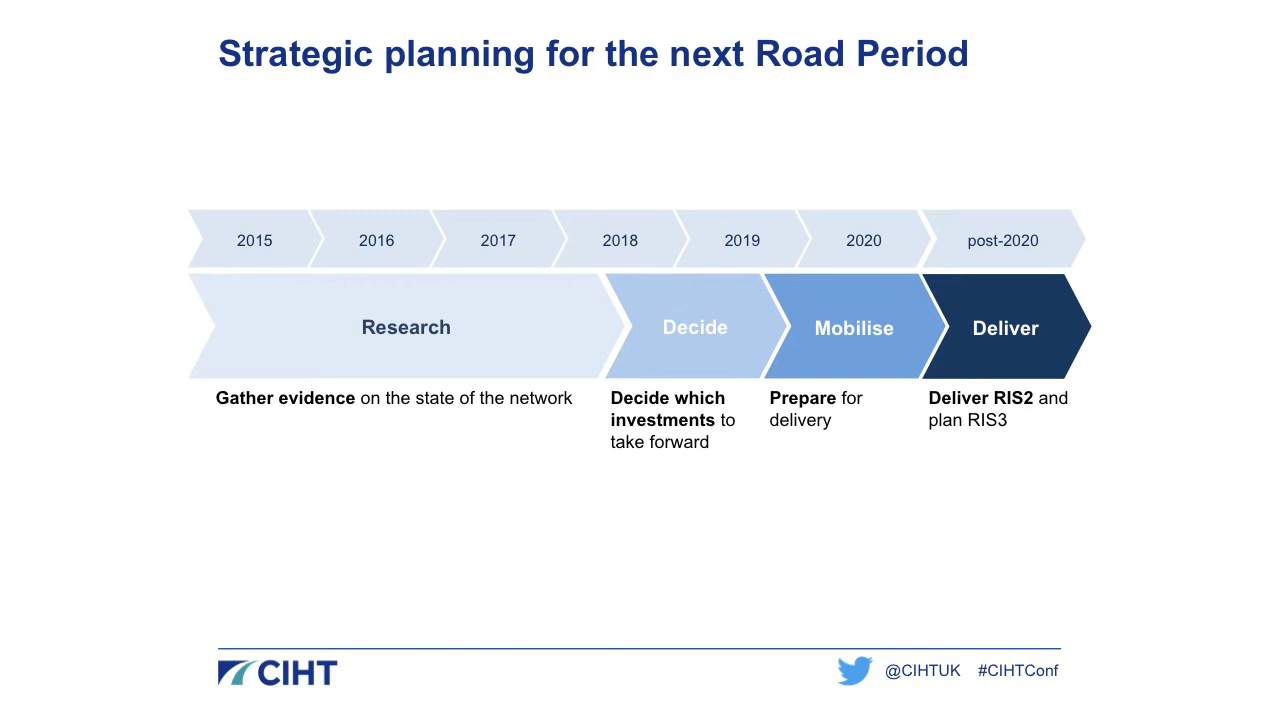 Strategic planning for the next Road Period
2015 2016 2017 2018 2019 2020 post-2020
Research Decide Mobilise Deliver
Gather evidence on the state of the network
Decide which
investments to
take forward
Prepare for
delivery
Deliver RIS2 and
plan RIS3
CIHT
@CIHTUK #CIHTConf